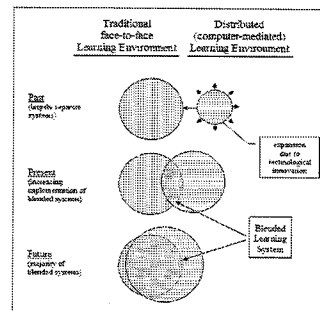 Traditional
face-to-face
Learning Environment
Distributed
(computer-mediated)
Learning Environment
Past
(largely separate
systems)
expansion
due to
technological
innovation
Present
(increasing
implementation of
blended systems)
Blended
Learning
System
Future
(majority of
blended systems)